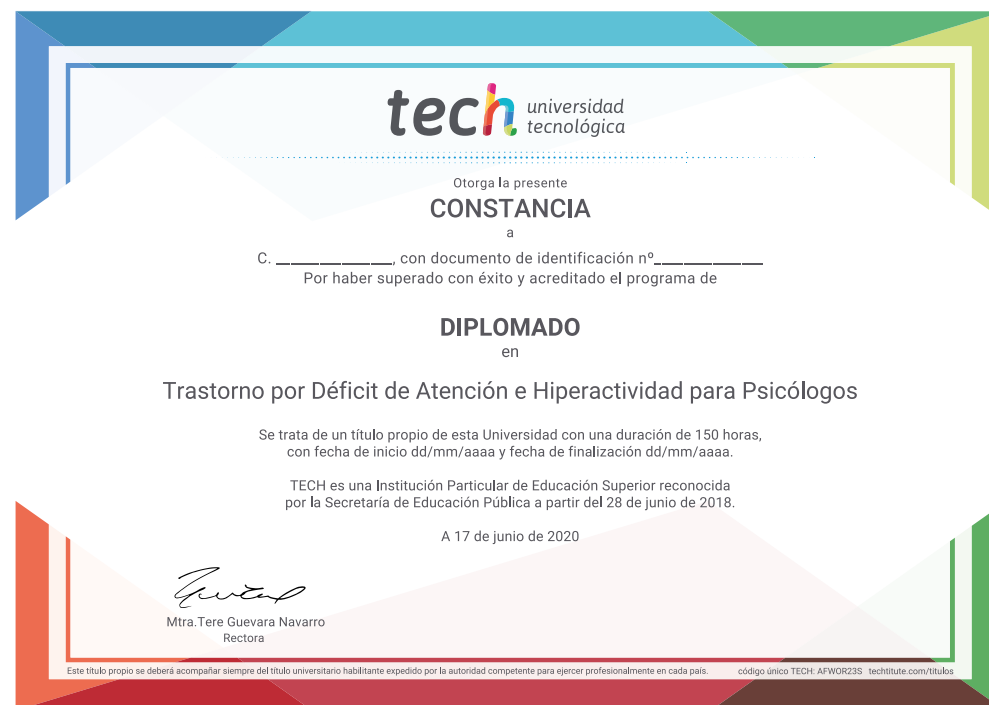 tech universidad
tecnológica
Otorga la presente
CONSTANCIA
a
C. ________________, con documento de identificación nº_______________
Por haber superado con éxito y acreditado el programa de
DIPLOMADO
en
Trastorno por Déficit de Atención e Hiperactividad para Psicólogos
Se trata de un título propio de esta Universidad con una duración de 150 horas,
con fecha de inicio dd/mm/aaaa y fecha de finalización dd/mm/aaaa.
TECH es una Institución Particular de Educación Superior reconocida
por la Secretaría de Educación Pública a partir del 28 de junio de 2018.
A 17 de junio de 2020
Mtra.Tere Guevara Navarro
Rectora
Este título propio se deberá acompañar siempre del título universitario habilitante expedido por la autoridad competente para ejercer profesionalmente en cada país. código único TECH: AFWOR23S techtitute.com/titulos